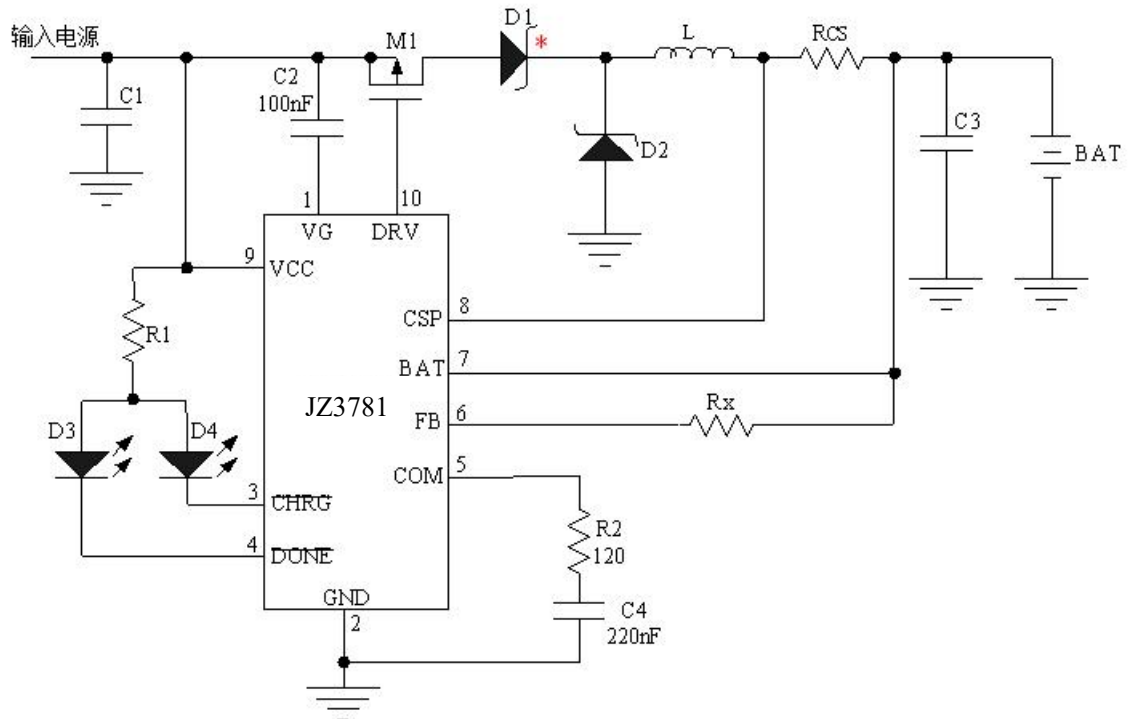 D1
*
输入电源
M1
L
RCS
C1
C2
100nF
D2
C3
BAT
1
10
VG
DRV
9
VCC
8
CSP
R1
7
BAT
JZ3781
Rx
6
FB
D3
D4
5
COM
3
CHRG
R2
120
4
DONE
GND
2
C4
220nF